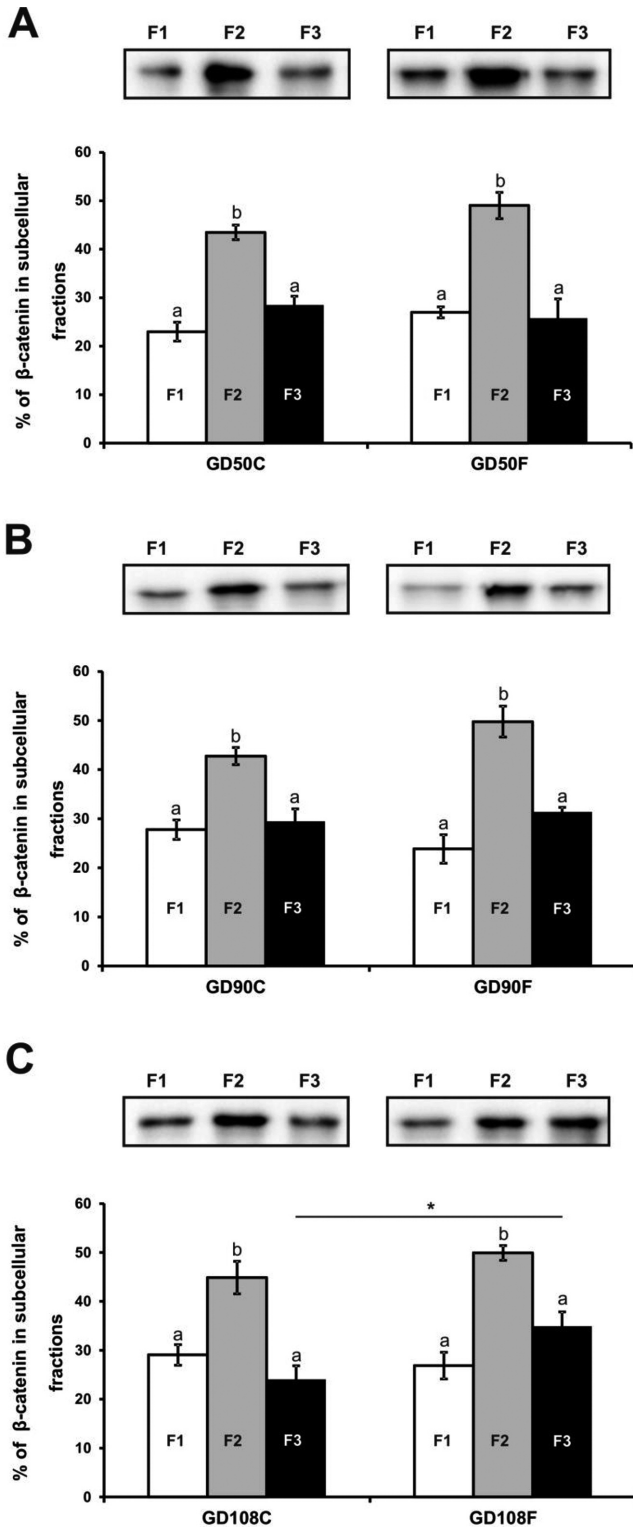 A
F1 F2 F3 F1 F2 F3
% of β-catenin in subcellular
fractions
60
50
40
30
20
10
0
a b a a b a
F1 F2 F3 F1 F2 F3
GD50C GD50F
B
F1 F2 F3 F1 F2 F3
% of β-catenin in subcellular
fractions
60
50
40
30
20
10
0
a b a a b a
F1 F2 F3 F1 F2 F3
GD90C GD90F
C
F1 F2 F3 F1 F2 F3
% of β-catenin in subcellular
fractions
60
50
40
30
20
10
0
*
a b a a b a
F1 F2 F3 F1 F2 F3
GD108C GD108F